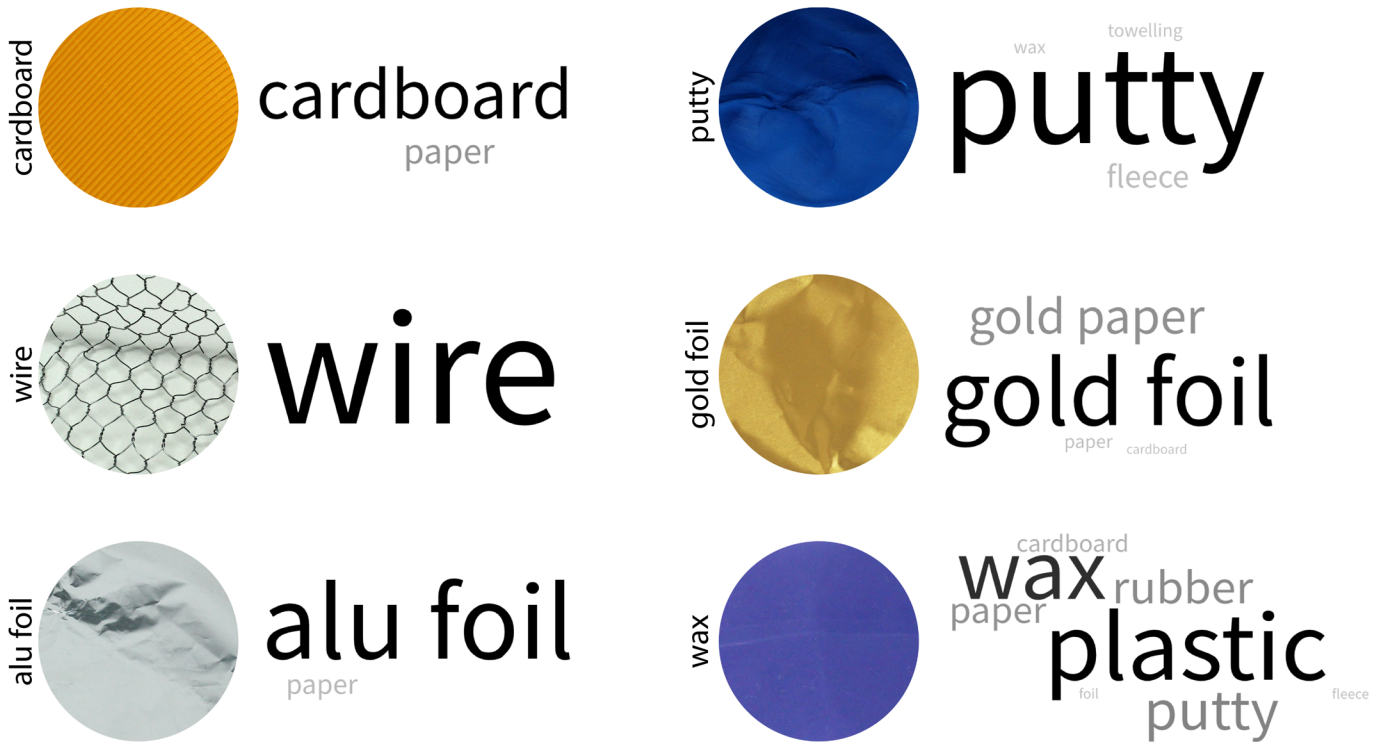 cardboard
cardboard
paper
putty
wax
towelling
putty
fleece
wire
wire
gold foil
gold paper
gold foil
paper
cardboard
alu foil
alu foil
paper
wax
cardboard
wax
rubber
paper
plastic
foil
fleece
putty